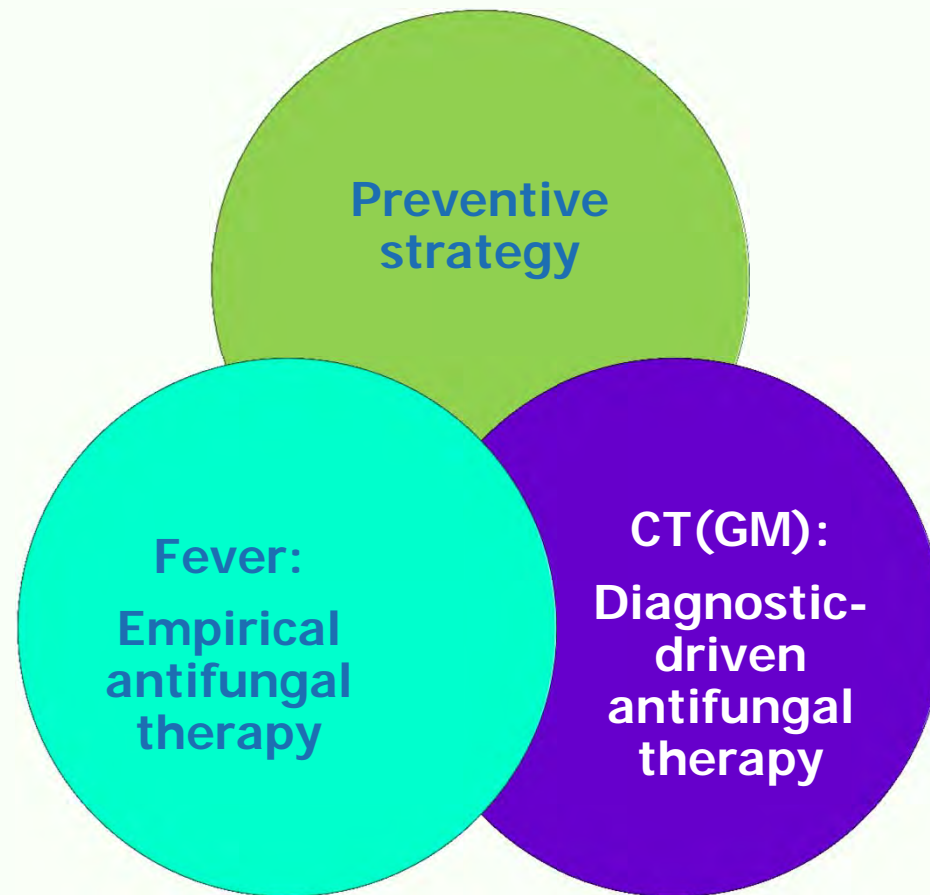 Preventive
strategy
Fever:
Empirical
antifungal
therapy
CT(GM):
Diagnostic-
driven
antifungal
therapy